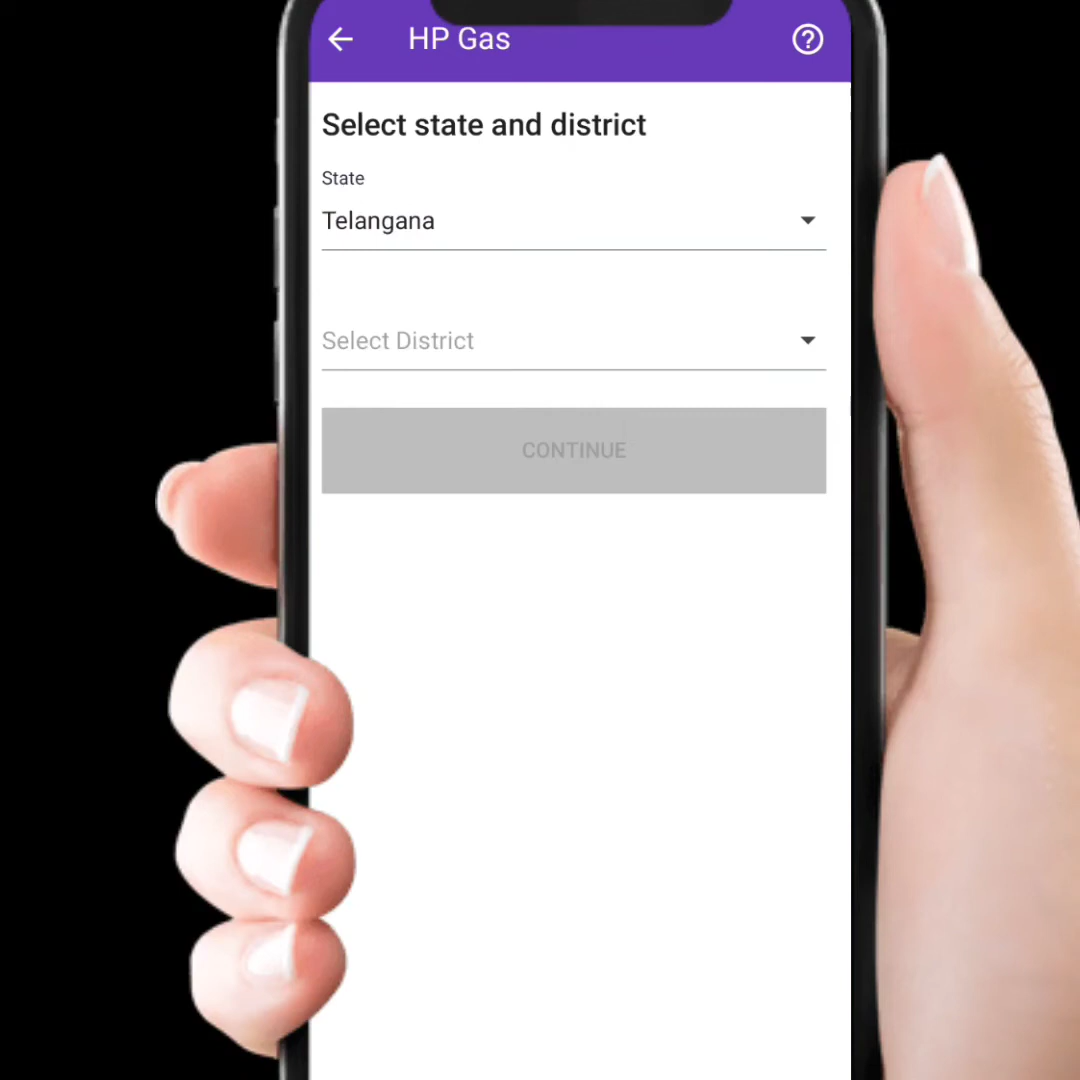 HP Gas
Select state and district
State
Telangana
Select District
CONTINUE